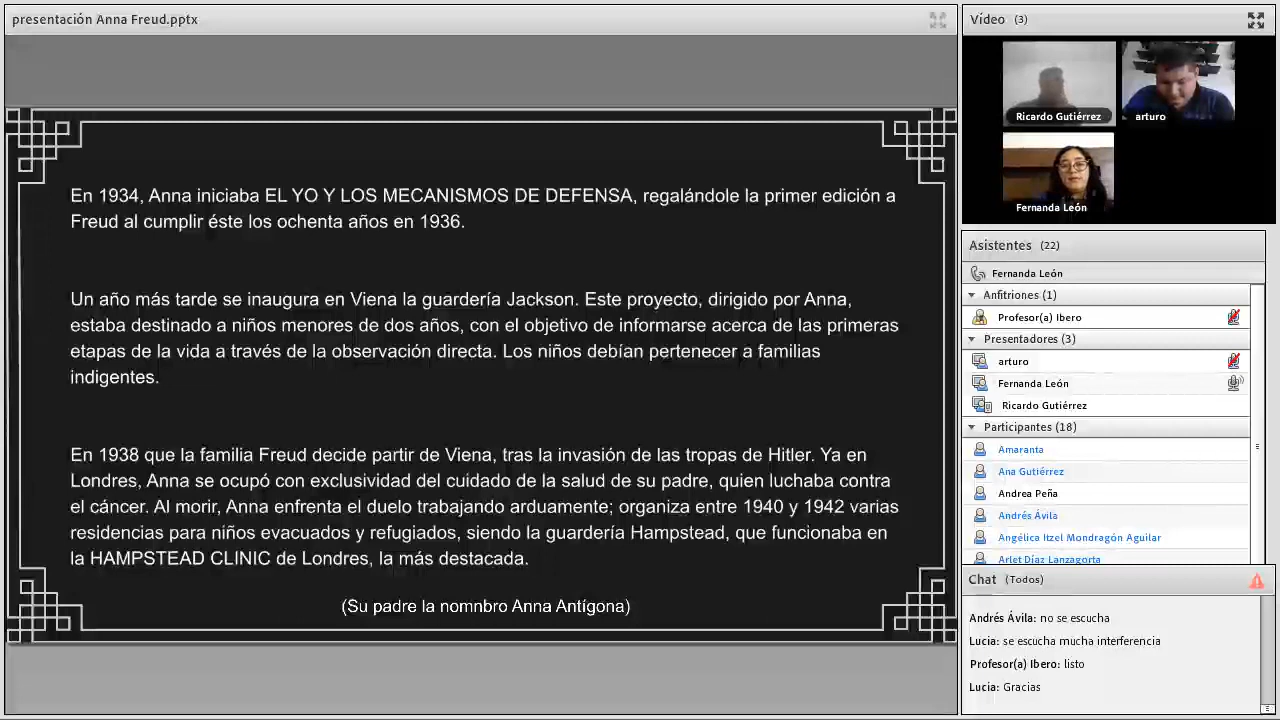 presentación Anna Freud.pptx
En 1934, Anna iniciaba EL YO Y LOS MECANISMOS DE DEFENSA, regalándole la primer edición a
Freud al cumplir éste los ochenta años en 1936.
Un año más tarde se inaugura en Viena la guardería Jackson. Este proyecto, dirigido por Anna,
estaba destinado a niños menores de dos años, con el objetivo de informarse acerca de las primeras
etapas de la vida a través de la observación directa. Los niños debían pertenecer a familias
indigentes.
En 1938 que la familia Freud decide partir de Viena, tras la invasión de las tropas de Hitler. Ya en
Londres, Anna se ocupó con exclusividad del cuidado de la salud de su padre, quien luchaba contra
el cáncer. Al morir, Anna enfrenta el duelo trabajando arduamente; organiza entre 1940 y 1942 varias
residencias para niños evacuados y refugiados, siendo la guardería Hampstead, que funcionaba en
la HAMPSTEAD CLINIC de Londres, la más destacada.
(Su padre la nomnbro Anna Antígona)
Vídeo (3)
Ricardo Gutiérrez
arturo
Fernanda León
Asistentes (22)
Fernanda León
Anfitriones (1)
Profesor(a) Ibero
Presentadores (3)
arturo
Fernanda León
Ricardo Gutiérrez
Participantes (18)
Amaranta
Ana Gutiérrez
Andrea Peña
Andrés Ávila
Angélica Itzel Mondragón Aguilar
Arlet Díaz Lanzagorta
Chat (Todos)
Andrés Ávila: no se escucha
Lucia: se escucha mucha interferencia
Profesor(a) Ibero: listo
Lucia: Gracias